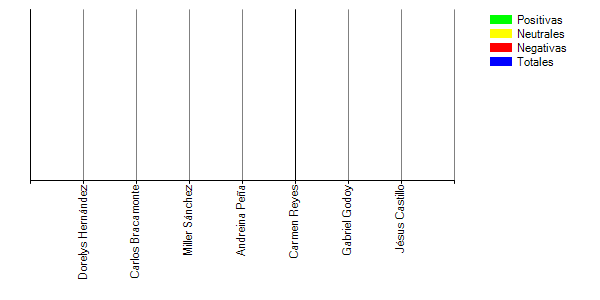 Positivas
Neutrales
Negativas
Totales
Dorelys Hernández
Carlos Bracamonte
Miller Sánchez
Andreina Peña
Carmen Reyes
Gabriel Godoy
Jésus Castillo